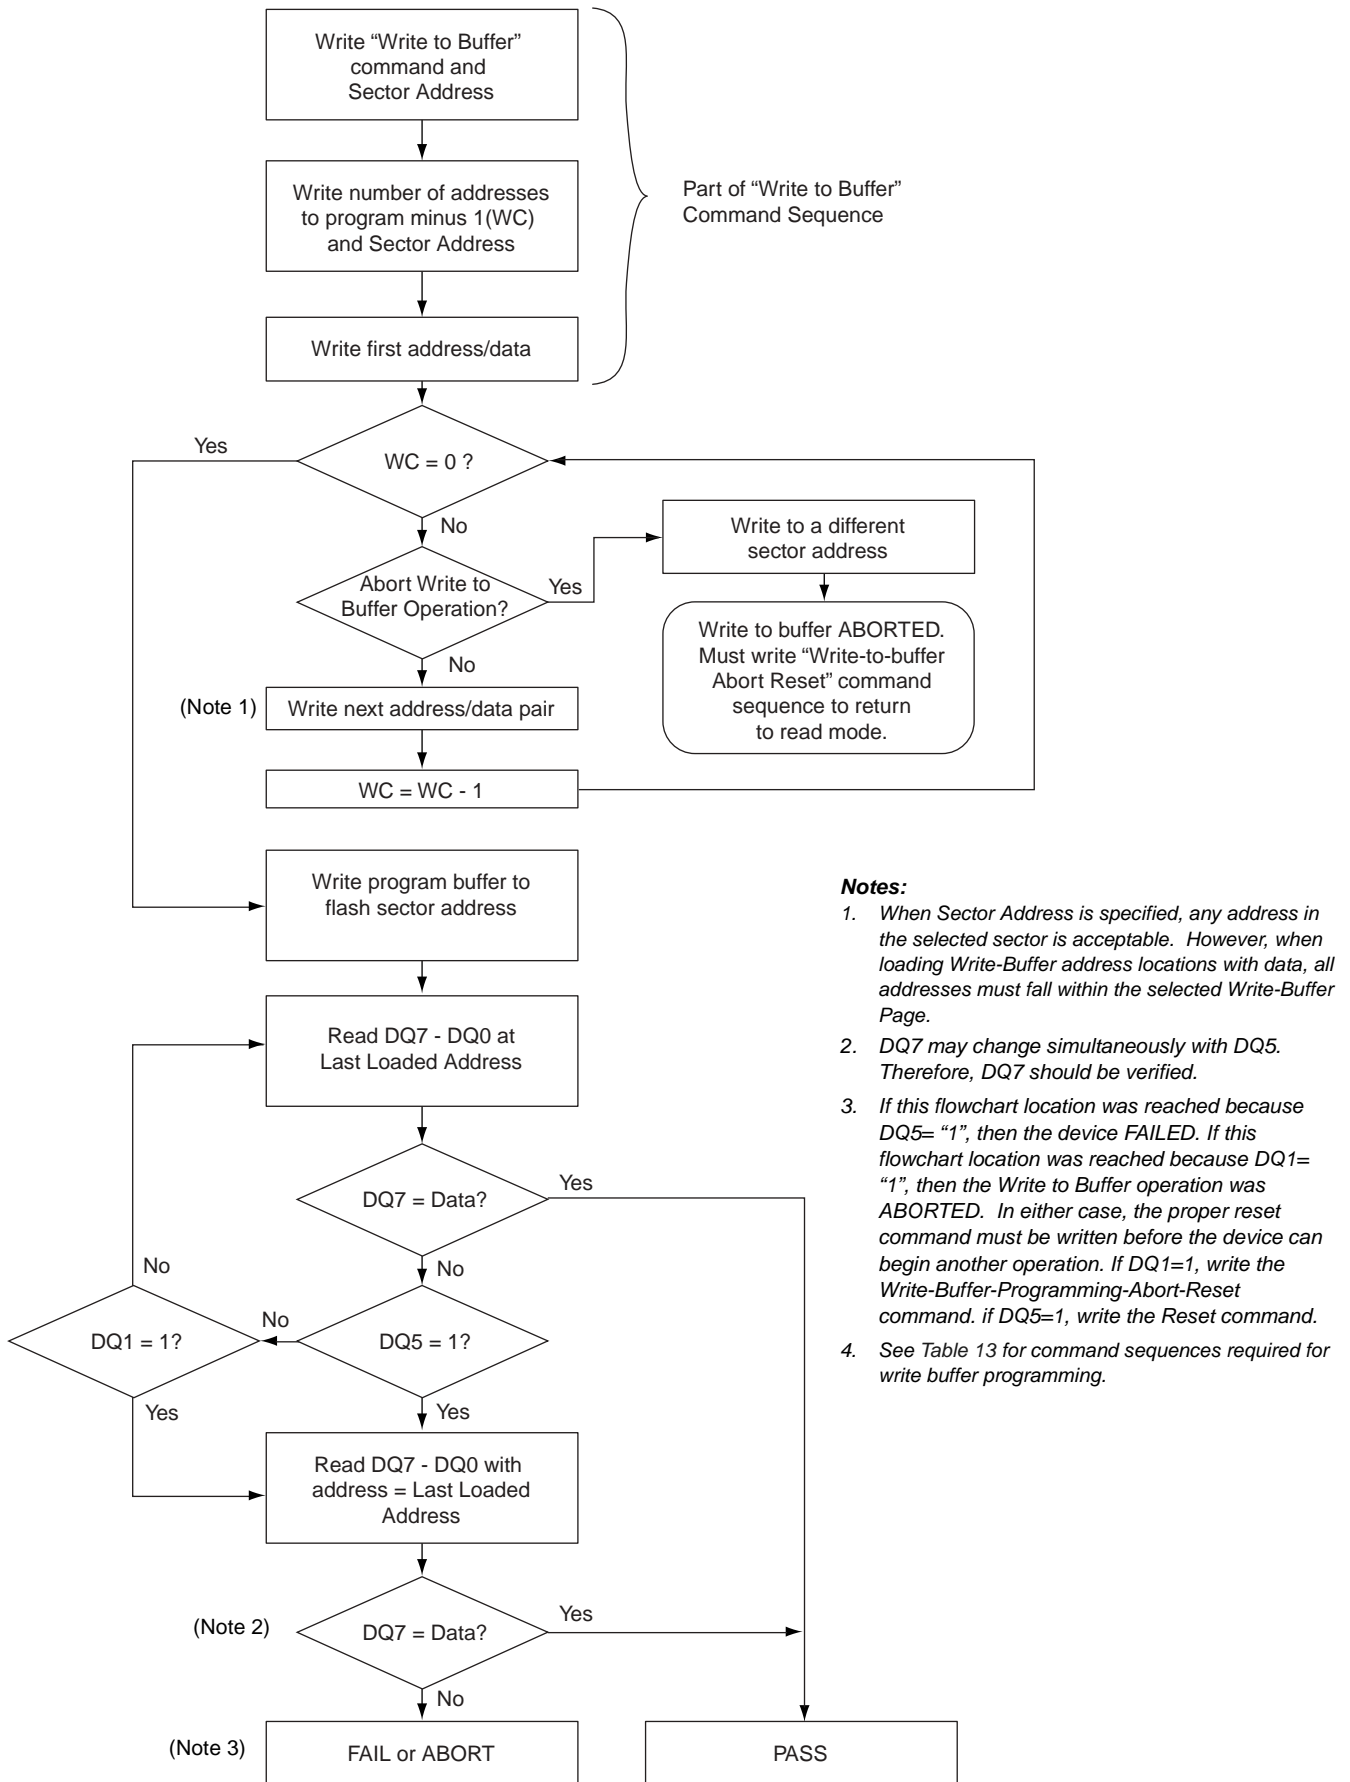 Write “Write to Buffer”
command and
Sector Address
Write number of addresses
to program minus 1(WC)
and Sector Address
Part of “Write to Buffer”
Command Sequence
Write first address/data
Yes
WC = 0 ?
No
Write to a different
sector address
Abort Write to
Buffer Operation?
Yes
Write to buffer ABORTED.
Must write “Write-to-buffer
Abort Reset” command
sequence to return
to read mode.
No
(Note 1)
Write next address/data pair
WC = WC - 1
Write program buffer to
flash sector address
Read DQ7 - DQ0 at
Last Loaded Address
DQ7 = Data?
Yes
No
No
DQ1 = 1?
No
DQ5 = 1?
Yes
Yes
Read DQ7 - DQ0 with
address = Last Loaded
Address
(Note 2)
DQ7 = Data?
Yes
No
(Note 3)
FAIL or ABORT
PASS
Notes:
1. When Sector Address is specified, any address in
the selected sector is acceptable. However, when
loading Write-Buffer address locations with data, all
addresses must fall within the selected Write-Buffer
Page.
2. DQ7 may change simultaneously with DQ5.
Therefore, DQ7 should be verified.
3. If this flowchart location was reached because
DQ5= “1”, then the device FAILED. If this
flowchart location was reached because DQ1=
“1”, then the Write to Buffer operation was
ABORTED. In either case, the proper reset
command must be written before the device can
begin another operation. If DQ1=1, write the
Write-Buffer-Programming-Abort-Reset
command. if DQ5=1, write the Reset command.
4. See Table 13 for command sequences required for
write buffer programming.